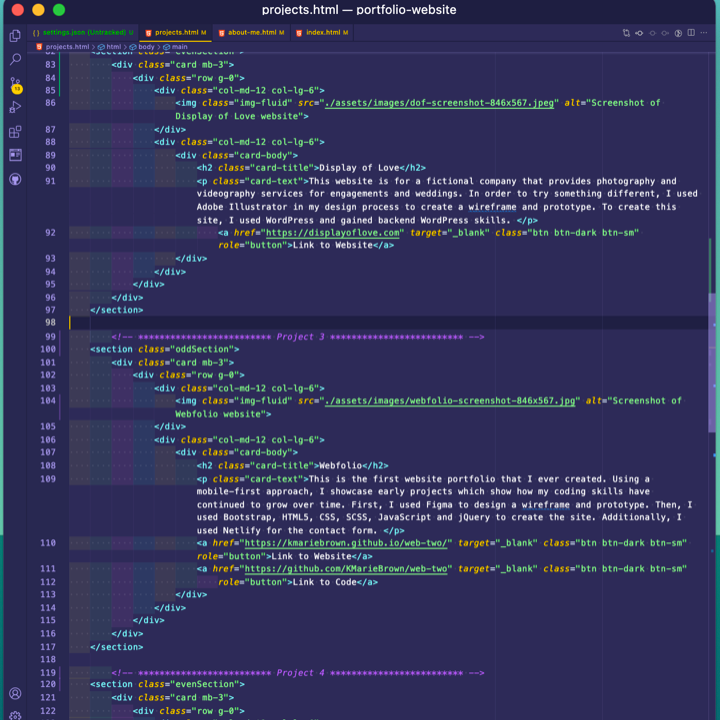 projects.html — portfolio-website
{ } settings.json (Untracked) U projects.html M about-me.html M index.html M
projects.html > html > body > main
82 <section class="evenSection">
83 <div class="card mb-3">
84 <div class="row g-0">
85 <div class="col-md-12 col-lg-6">
86 <img class="img-fluid" src="./assets/images/dof-screenshot-846x567.jpeg" alt="Screenshot of
Display of Love website">
87 </div>
88 <div class="col-md-12 col-lg-6">
89 <div class="card-body">
90 <h2 class="card-title">Display of Love</h2>
91 <p class="card-text">This website is for a fictional company that provides photography and
videography services for engagements and weddings. In order to try something different, I used
Adobe Illustrator in my design process to create a wireframe and prototype. To create this
site, I used WordPress and gained backend WordPress skills. </p>
92 <a href="https://displayoflove.com" target="_blank" class="btn btn-dark btn-sm"
role="button">Link to Website</a>
93 </div>
94 </div>
95 </div>
96 </div>
97 </section>
98
99 <!-- ************************* Project 3 ************************* -->
100 <section class="oddSection">
101 <div class="card mb-3">
102 <div class="row g-0">
103 <div class="col-md-12 col-lg-6">
104 <img class="img-fluid" src="./assets/images/webfolio-screenshot-846x567.jpg" alt="Screenshot of
Webfolio website">
105 </div>
106 <div class="col-md-12 col-lg-6">
107 <div class="card-body">
108 <h2 class="card-title">Webfolio</h2>
109 <p class="card-text">This is the first website portfolio that I ever created. Using a
mobile-first approach, I showcase early projects which show how my coding skills have
continued to grow over time. First, I used Figma to design a wireframe and prototype. Then, I
used Bootstrap, HTML5, CSS, SCSS, JavaScript and jQuery to create the site. Additionally, I
used Netlify for the contact form. </p>
110 <a href="https://kmariebrown.github.io/web-two/" target="_blank" class="btn btn-dark btn-sm"
role="button">Link to Website</a>
111 <a href="https://github.com/KMarieBrown/web-two" target="_blank" class="btn btn-dark btn-sm"
112 role="button">Link to Code</a>
113 </div>
114 </div>
115 </div>
116 </div>
117 </section>
118
119 <!-- ************************* Project 4 ************************* -->
120 <section class="evenSection">
121 <div class="card mb-3">
122 <div class="row g-0">